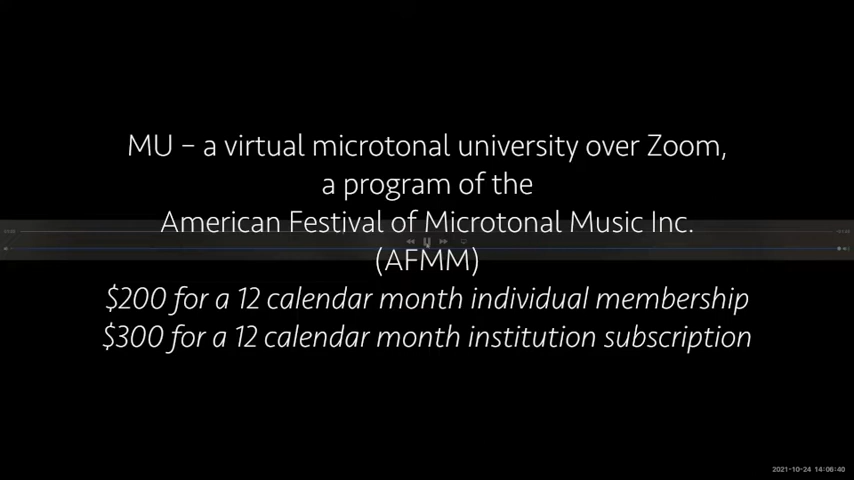 MU – a virtual microtonal university over Zoom,
a program of the
American Festival of Microtonal Music Inc.
(AFMM)
$200 for a 12 calendar month individual membership
$300 for a 12 calendar month institution subscription
2021-10-24 14:06:40